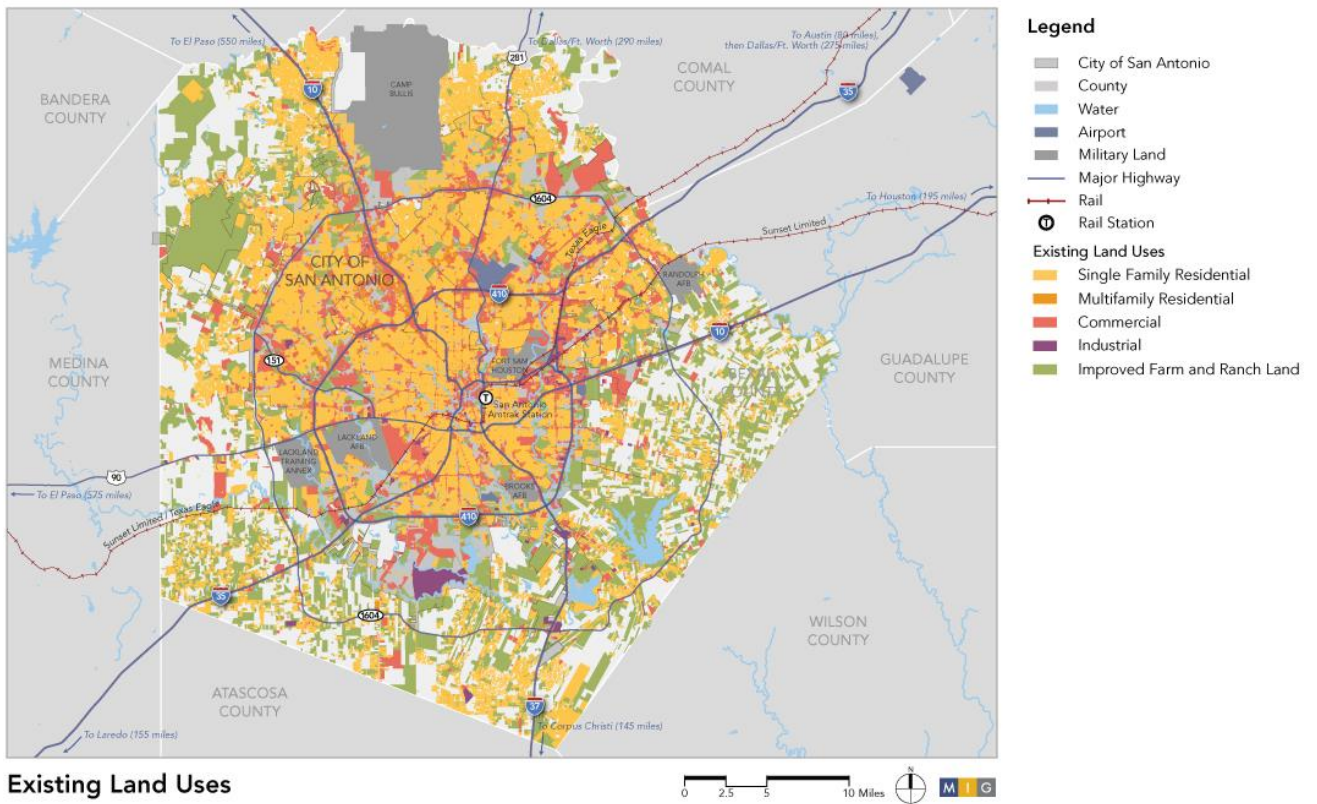 To El Paso (550 miles)
To Dallas/Ft. Worth (290 miles)
To Austin (80 miles),
then Dallas/Ft. Worth (275 miles)
281
10
35
CAMP
BULLIS
BANDERA
COUNTY
COMAL
COUNTY
1604
To Houston (195 miles)
Sunset Limited
Texas Eagle
CITY OF
SAN ANTONIO
RANDOLPH
AFB
410
10
151
MEDINA
COUNTY
FORT SAM
HOUSTON
BEXAR
COUNTY
GUADALUPE
COUNTY
T
San Antonio
Amtrak Station
LACKLAND
AFB
LACKLAND
TRAINING
ANNEX
BROOKS
AFB
90
To El Paso (575 miles)
Sunset Limited / Texas Eagle
410
35
1604
WILSON
COUNTY
ATASCOSA
COUNTY
37
To Corpus Christi (145 miles)
To Laredo (155 miles)
Legend
City of San Antonio
County
Water
Airport
Military Land
Major Highway
Rail
T Rail Station
Existing Land Uses
Single Family Residential
Multifamily Residential
Commercial
Industrial
Improved Farm and Ranch Land
Existing Land Uses
0 2.5 5 10 Miles
N
M I G